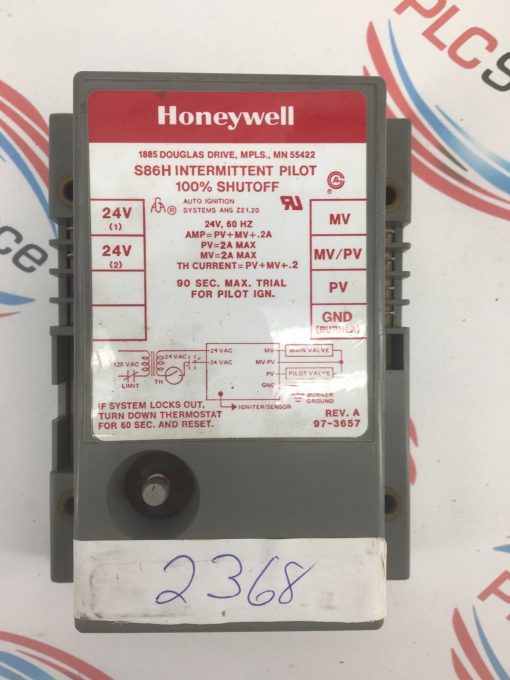 Honeywell
1885 DOUGLAS DRIVE, MPLS., MN 55422
S86H INTERMITTENT PILOT
100% SHUTOFF
AUTO IGNITION
SYSTEMS ANS Z21.20
24V
(1)
24V
(2)
24V, 60 HZ
AMP=PV+MV+.2A
PV=2A MAX
MV=2A MAX
TH CURRENT=PV+MV+.2
90 SEC. MAX. TRIAL
FOR PILOT IGN.
MV
MV/PV
PV
GND
(BURNER)
120 VAC
LIMIT
24 VAC
TH
24 VAC
24 VAC
MV
MV-PV
PV
GND
MAIN VALVE
PILOT VALVE
BURNER
GROUND
IGNITER/SENSOR
IF SYSTEM LOCKS OUT,
TURN DOWN THERMOSTAT
FOR 60 SEC. AND RESET.
REV. A
97-3657
2368
PLC